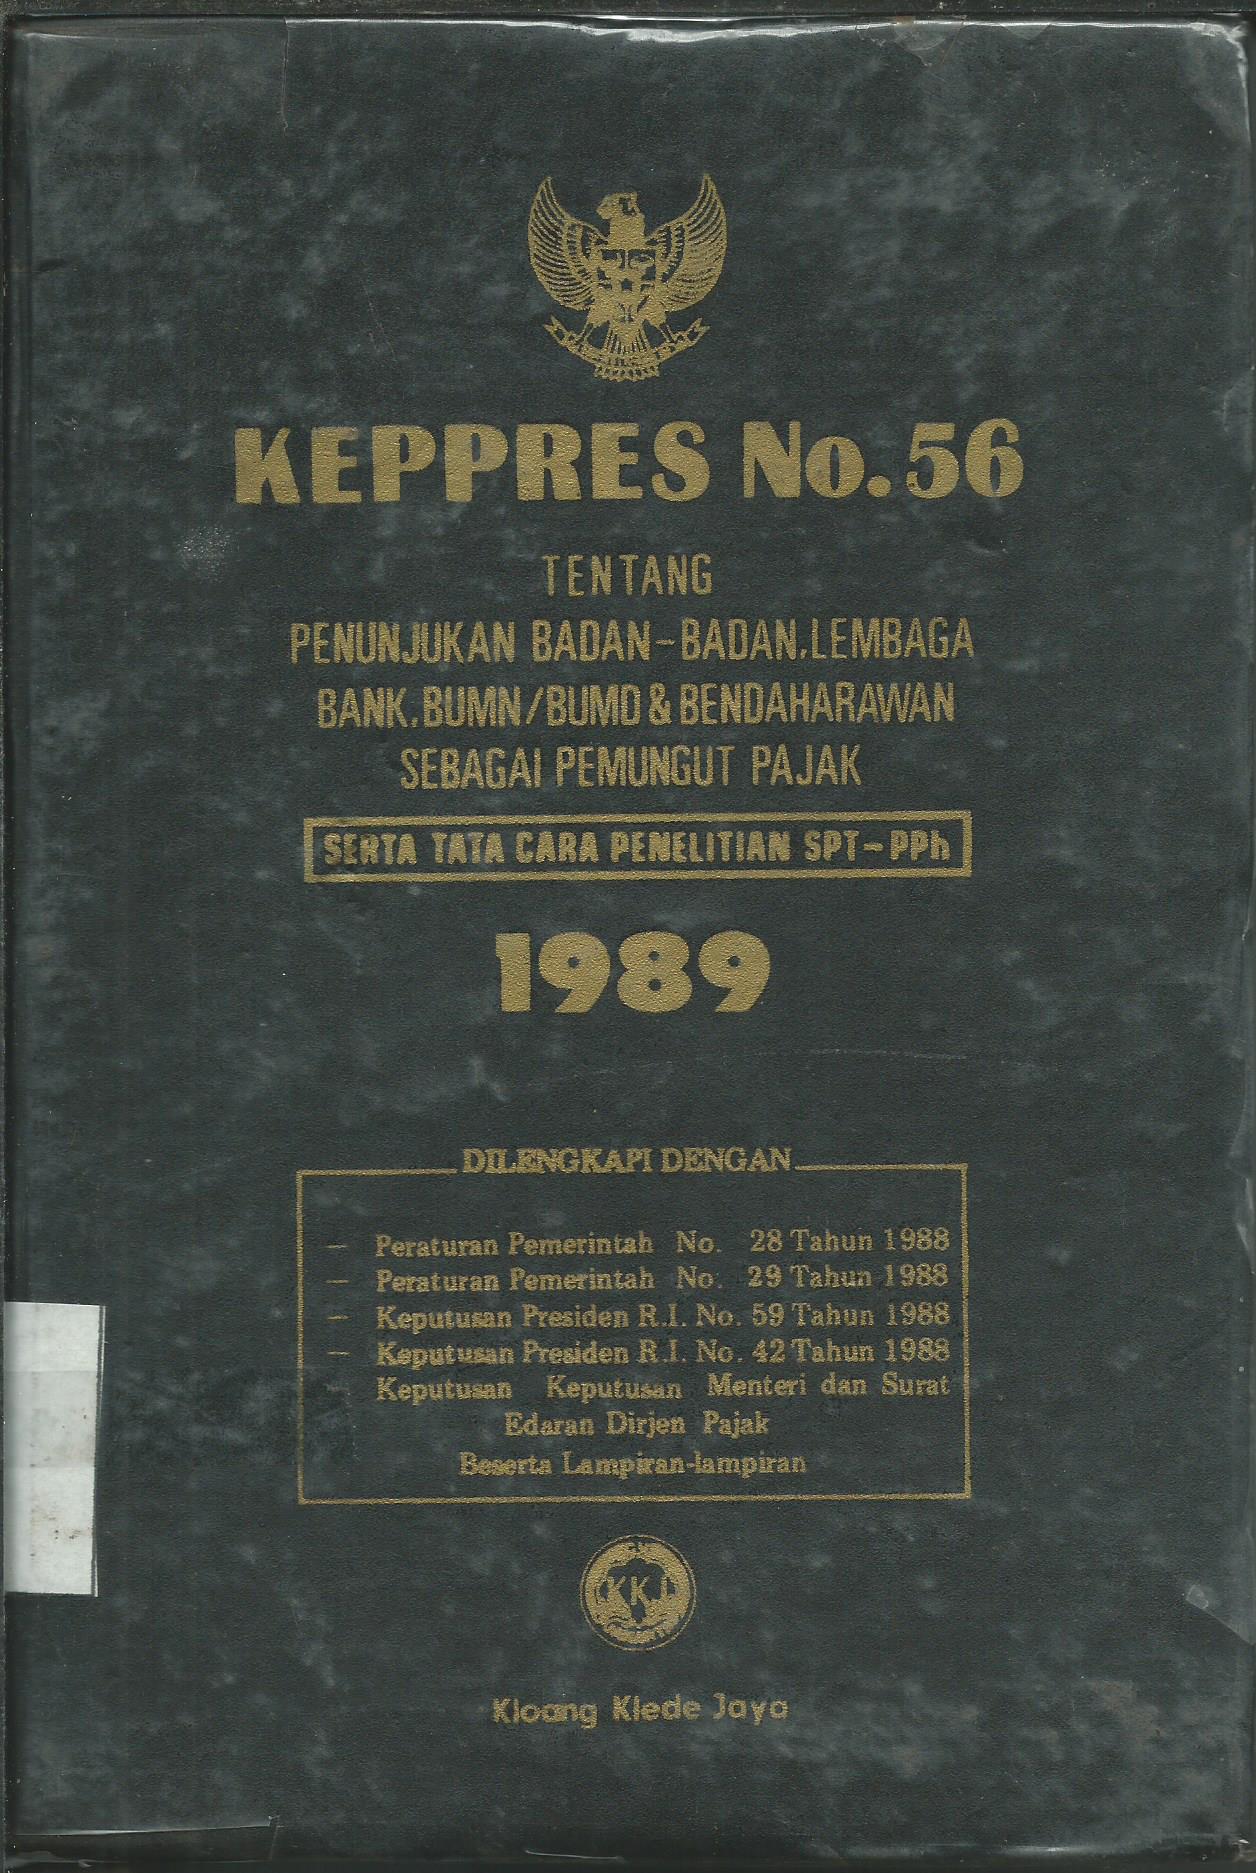 KEPPRES No. 56
TENTANG
PENUNJUKAN BADAN-BADAN, LEMBAGA
BANK, BUMN/BUMD & BENDAHARAWAN
SEBAGAI PEMUNGUT PAJAK
SERTA TATA CARA PENELITIAN SPT-PPh
1989
DILENGKAPI DENGAN
— Peraturan Pemerintah No. 28 Tahun 1988
— Peraturan Pemerintah No. 29 Tahun 1988
— Keputusan Presiden R.I. No. 59 Tahun 1988
— Keputusan Presiden R.I. No. 42 Tahun 1988
Keputusan Keputusan Menteri dan Surat
Edaran Dirjen Pajak
Beserta Lampiran-lampiran
KKJ
Kloang Klede Jaya